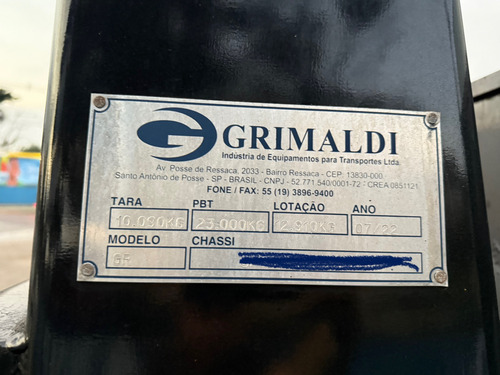 GRIMALDI
Indústria de Equipamentos para Transportes Ltda.
Av. Posse de Ressaca, 2033 - Bairro Ressaca - CEP: 13830-000
Santo Antônio de Posse - SP - BRASIL - CNPJ - 52.771.540/0001-72 - CREA 0851121
FONE / FAX: 55 (19) 3896-9400
TARA PBT LOTAÇÃO ANO
10.090KG 23.000KG 07/22
MODELO CHASSI